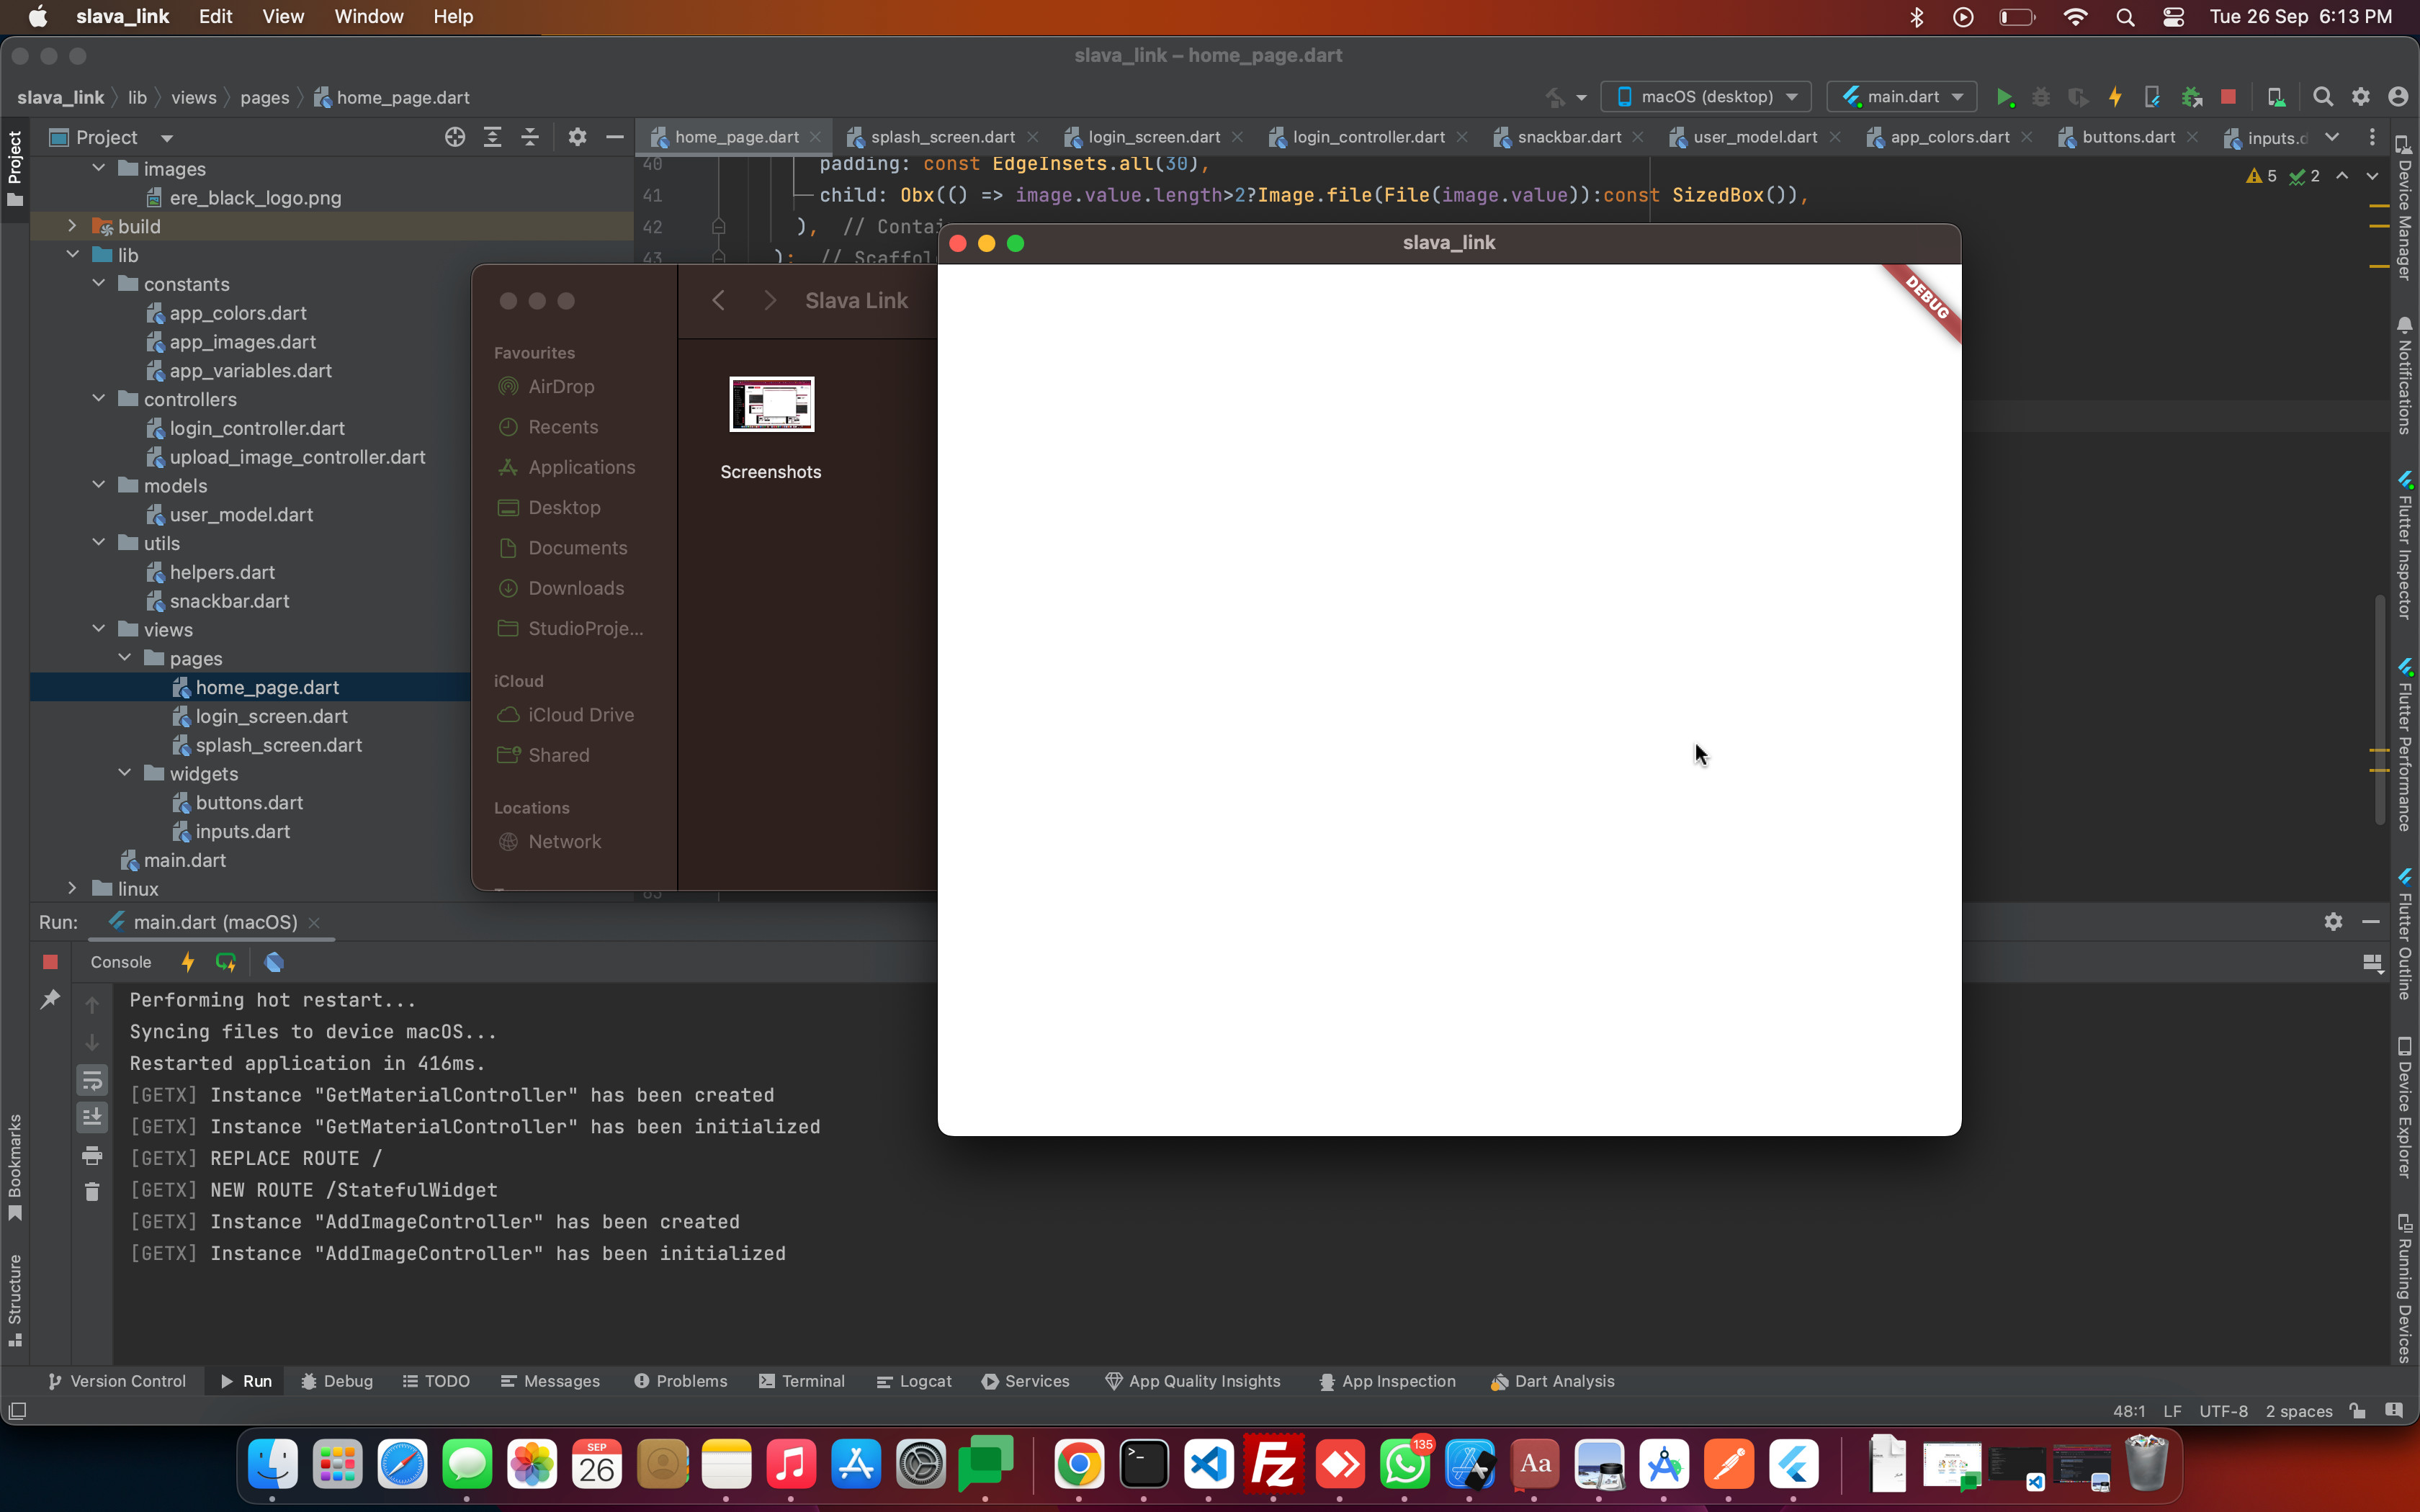 slava_link Edit View Window Help
Tue 26 Sep 6:13 PM
slava_link – home_page.dart
slava_link lib views pages home_page.dart
macOS (desktop) main.dart
Project
home_page.dart splash_screen.dart login_screen.dart login_controller.dart snackbar.dart user_model.dart app_colors.dart buttons.dart inputs.d
images
ere_black_logo.png
build
lib
constants
app_colors.dart
app_images.dart
app_variables.dart
controllers
login_controller.dart
upload_image_controller.dart
models
user_model.dart
utils
helpers.dart
snackbar.dart
views
pages
home_page.dart
login_screen.dart
splash_screen.dart
widgets
buttons.dart
inputs.dart
main.dart
linux
40 padding: const EdgeInsets.all(30),
41 child: Obx(() => image.value.length>2?Image.file(File(image.value)):const SizedBox()),
42 ), // Contai
43 ); // Scaffol
5 2
slava_link
DEBUG
Slava Link
Favourites
AirDrop
Recents
Applications
Desktop
Documents
Downloads
StudioProje...
iCloud
iCloud Drive
Shared
Locations
Network
Screenshots
Project
Bookmarks
Structure
Device Manager
Notifications
Flutter Inspector
Flutter Performance
Flutter Outline
Device Explorer
Running Devices
Run: main.dart (macOS)
Console
Performing hot restart...
Syncing files to device macOS...
Restarted application in 416ms.
[GETX] Instance "GetMaterialController" has been created
[GETX] Instance "GetMaterialController" has been initialized
[GETX] REPLACE ROUTE /
[GETX] NEW ROUTE /StatefulWidget
[GETX] Instance "AddImageController" has been created
[GETX] Instance "AddImageController" has been initialized
Version Control Run Debug TODO Messages Problems Terminal Logcat Services App Quality Insights App Inspection Dart Analysis
48:1 LF UTF-8 2 spaces
SEP
26
Fz
135
Aa